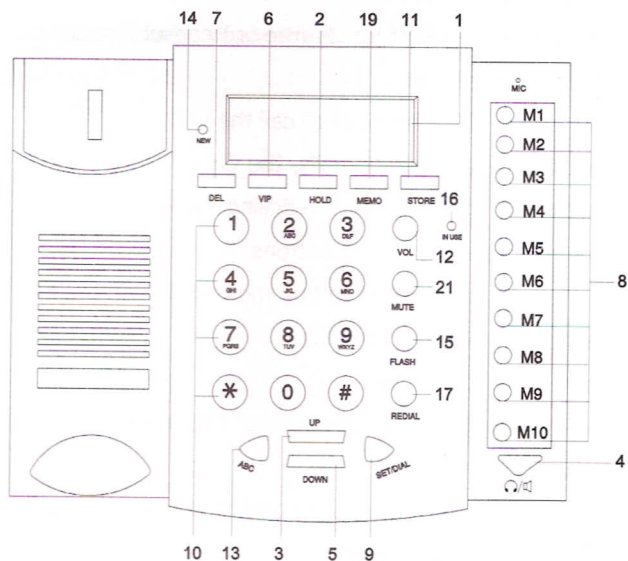 14 7 6 2 19 11 1
MIC
M1
NEW
M2
M3
DEL VIP HOLD MEMO STORE 16
M4
1 2 ABC 3 DEF IN USE
VOL 12
M5
8
4 GHI 5 JKL 6 MNO 21
M6
MUTE
M7
7 PQRS 8 TUV 9 WXYZ 15
M8
FLASH
M9
* 0 # 17
REDIAL
UP
M10
ABC DOWN SET/DIAL
4
10 13 3 5 9